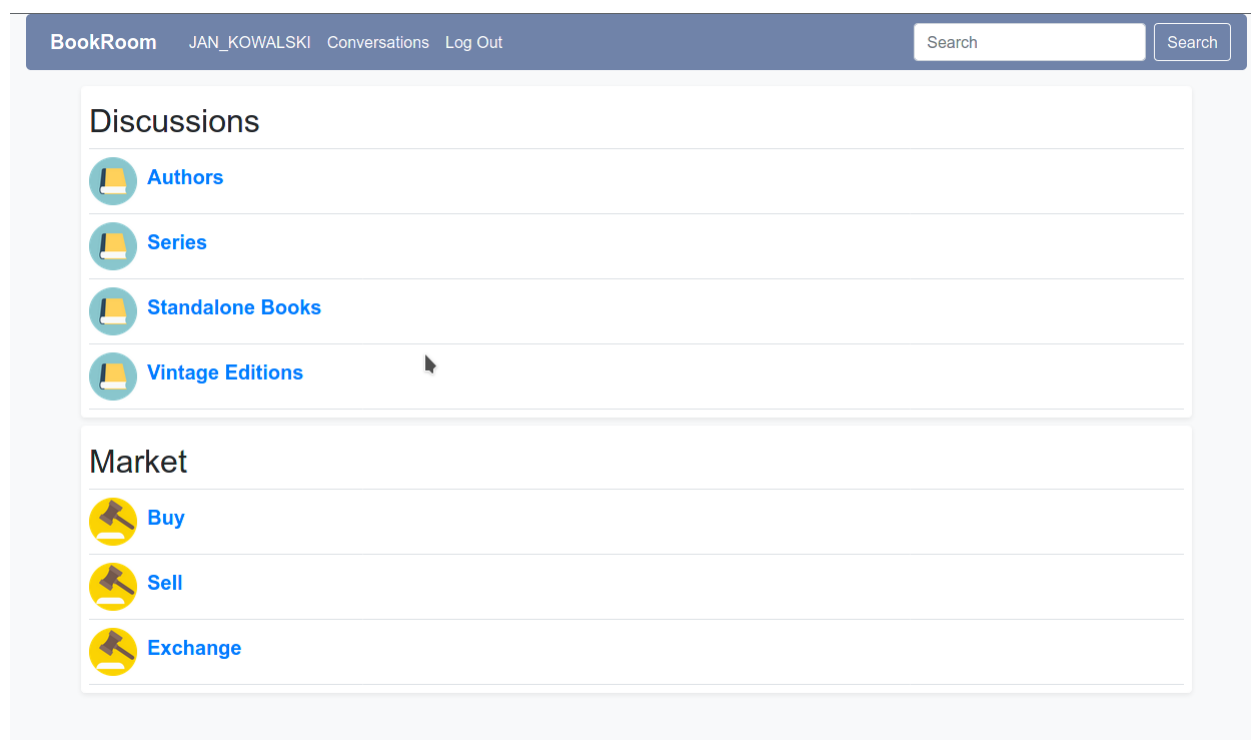 BookRoom JAN_KOWALSKI Conversations Log Out Search Search
Discussions
Authors
Series
Standalone Books
Vintage Editions
Market
Buy
Sell
Exchange